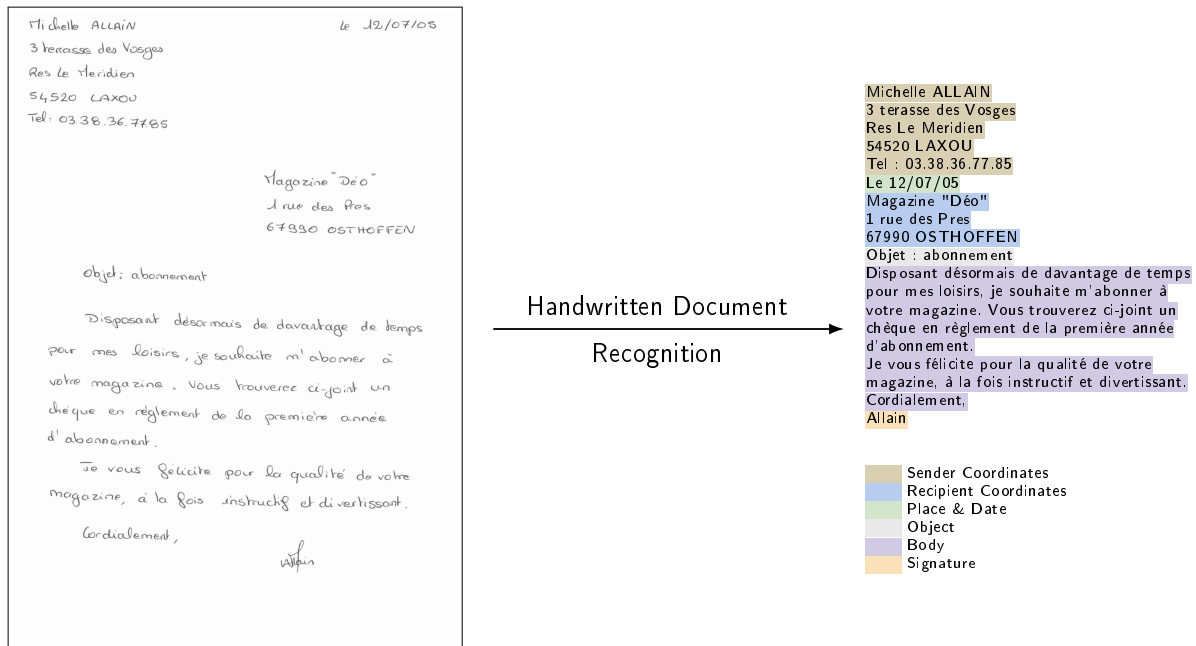 Michelle ALLAIN
le 12/07/05
3 terrasse des Vosges
Res Le Meridien
54520 LAXOU
Tel: 03.38.36.77.85
Magazine "Déo"
1 rue des Pres
67990 OSTHOFFEN
Objet: abonnement
Disposant désormais de davantage de temps
pour mes loisirs, je souhaite m'abonner à
votre magazine. Vous trouverez ci-joint un
chèque en règlement de la première année
d'abonnement.
Je vous félicite pour la qualité de votre
magazine, à la fois instructif et divertissant.
Cordialement,
Allain
Handwritten Document
Recognition
Michelle ALLAIN
3 terasse des Vosges
Res Le Meridien
54520 LAXOU
Tel : 03.38.36.77.85
Le 12/07/05
Magazine "Déo"
1 rue des Pres
67990 OSTHOFFEN
Objet : abonnement
Disposant désormais de davantage de temps
pour mes loisirs, je souhaite m'abonner à
votre magazine. Vous trouverez ci-joint un
chèque en règlement de la première année
d'abonnement.
Je vous félicite pour la qualité de votre
magazine, à la fois instructif et divertissant.
Cordialement,
Allain
Sender Coordinates
Recipient Coordinates
Place & Date
Object
Body
Signature